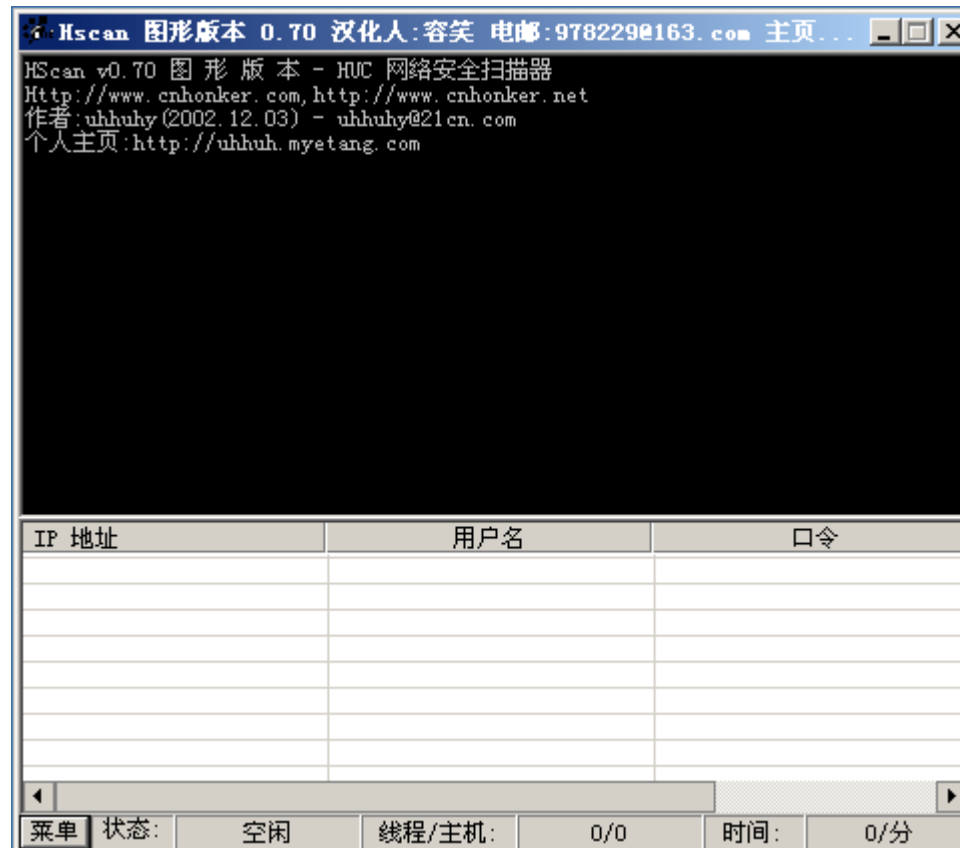 Hscan 图形版本 0.70 汉化人:容笑 电邮:978229@163.com 主页...
HScan v0.70 图 形 版 本 - HUC 网络安全扫描器
Http://www.cnhonker.com,http://www.cnhonker.net
作者:uhhuhy(2002.12.03) - uhhuhy@21cn.com
个人主页:http://uhhuh.myetang.com
IP 地址 用户名 口令
菜单 状态: 空闲 线程/主机: 0/0 时间: 0/分